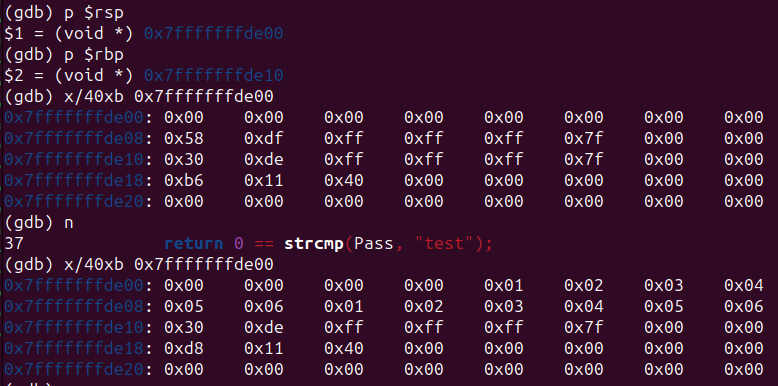 (gdb) p $rsp
$1 = (void *) 0x7fffffffde00
(gdb) p $rbp
$2 = (void *) 0x7fffffffde10
(gdb) x/40xb 0x7fffffffde00
0x7fffffffde00: 0x00 0x00 0x00 0x00 0x00 0x00 0x00 0x00
0x7fffffffde08: 0x58 0xdf 0xff 0xff 0xff 0x7f 0x00 0x00
0x7fffffffde10: 0x30 0xde 0xff 0xff 0xff 0x7f 0x00 0x00
0x7fffffffde18: 0xb6 0x11 0x40 0x00 0x00 0x00 0x00 0x00
0x7fffffffde20: 0x00 0x00 0x00 0x00 0x00 0x00 0x00 0x00
(gdb) n
37 return 0 == strcmp(Pass, "test");
(gdb) x/40xb 0x7fffffffde00
0x7fffffffde00: 0x00 0x00 0x00 0x00 0x01 0x02 0x03 0x04
0x7fffffffde08: 0x05 0x06 0x01 0x02 0x03 0x04 0x05 0x06
0x7fffffffde10: 0x30 0xde 0xff 0xff 0xff 0x7f 0x00 0x00
0x7fffffffde18: 0xd8 0x11 0x40 0x00 0x00 0x00 0x00 0x00
0x7fffffffde20: 0x00 0x00 0x00 0x00 0x00 0x00 0x00 0x00